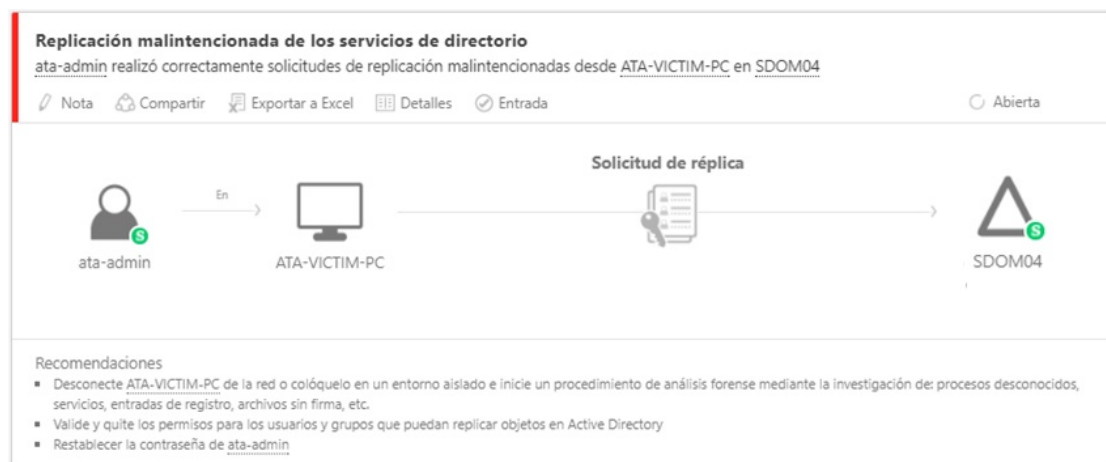 Replicación malintencionada de los servicios de directorio
ata-admin realizó correctamente solicitudes de replicación malintencionadas desde ATA-VICTIM-PC en SDOM04
Nota Compartir Exportar a Excel Detalles Entrada Abierta
Solicitud de réplica
En
S S
ata-admin ATA-VICTIM-PC SDOM04
Recomendaciones
▪ Desconecte ATA-VICTIM-PC de la red o colóquelo en un entorno aislado e inicie un procedimiento de análisis forense mediante la investigación de: procesos desconocidos,
servicios, entradas de registro, archivos sin firma, etc.
▪ Valide y quite los permisos para los usuarios y grupos que puedan replicar objetos en Active Directory
▪ Restablecer la contraseña de ata-admin